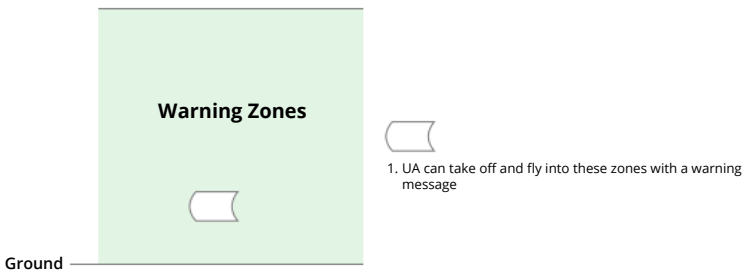 Warning Zones
1. UA can take off and fly into these zones with a warning
message
Ground